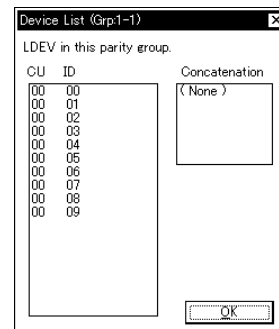 Device List (Grp:1-1)
LDEV in this parity group.
CU ID
Concatenation
00 00
00 01
00 02
00 03
00 04
00 05
00 06
00 07
00 08
00 09
( None )
OK